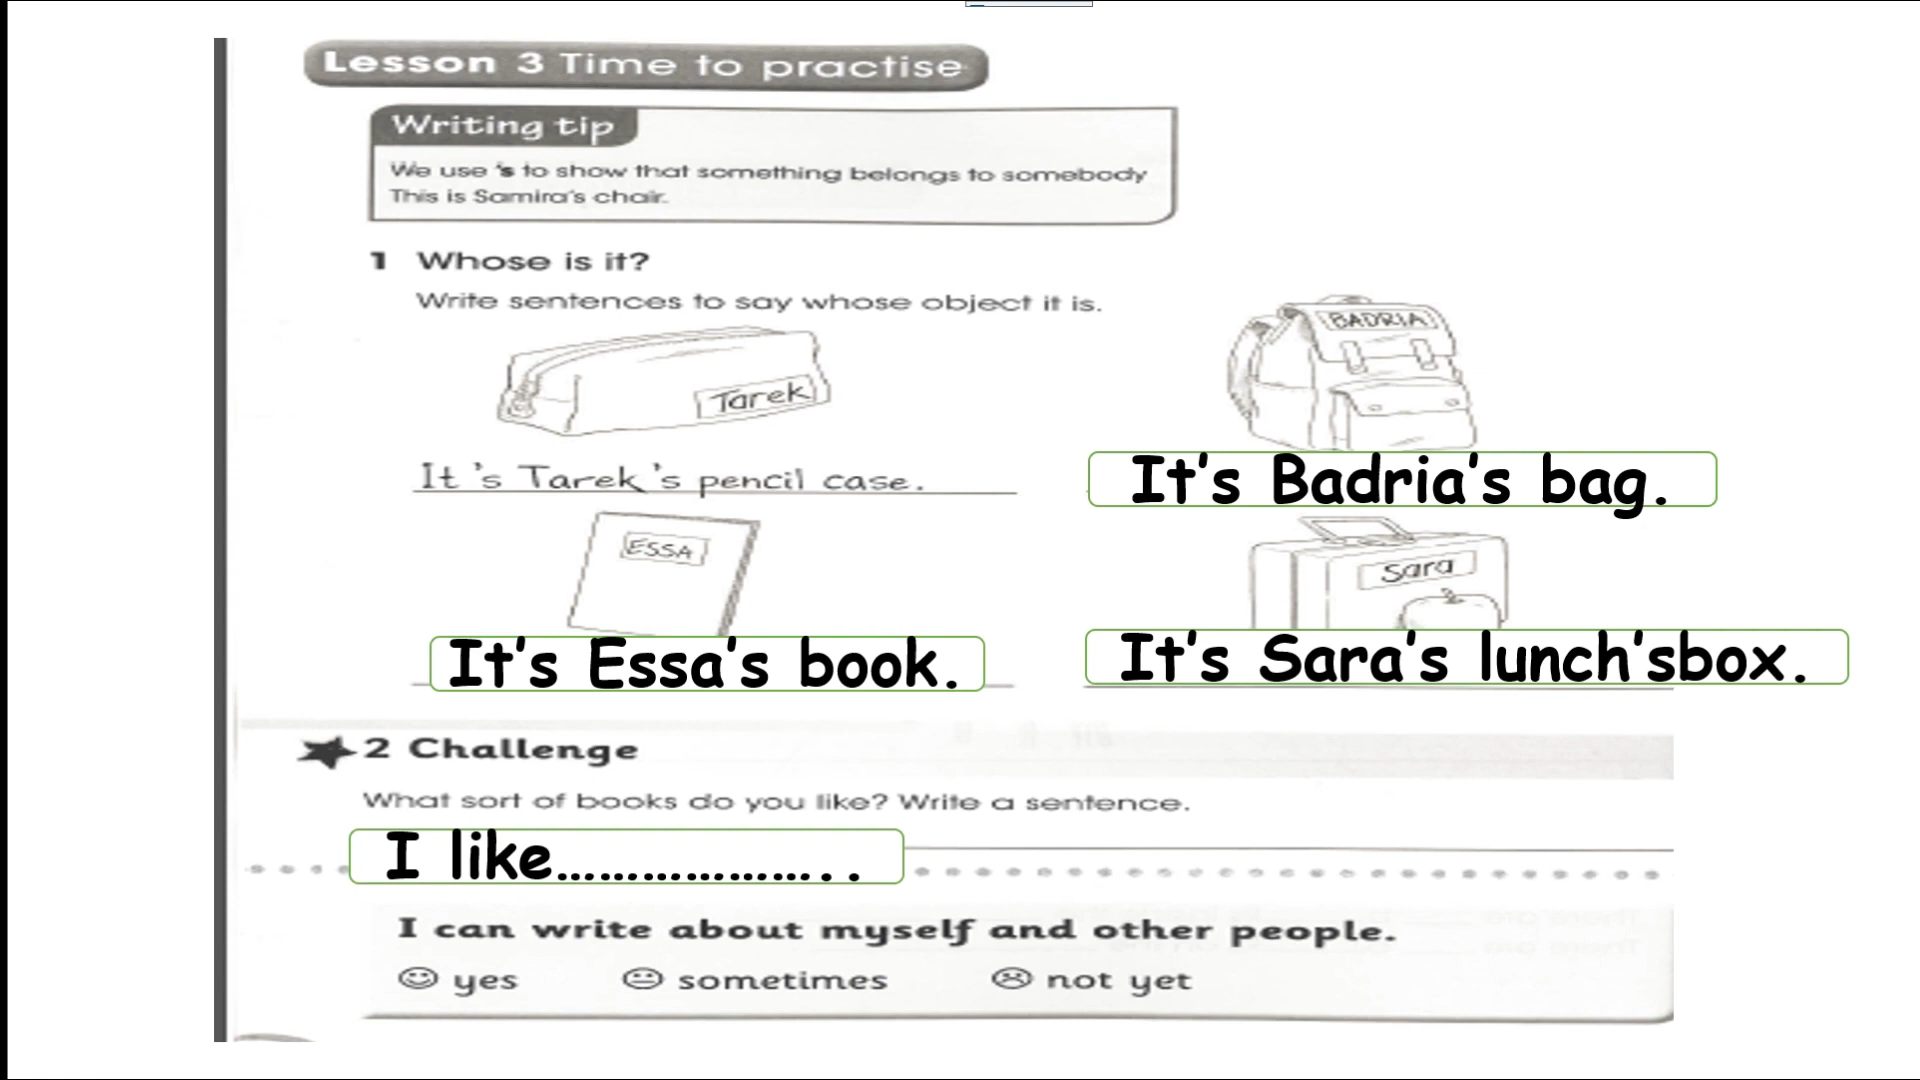 Lesson 3 Time to practise
Writing tip
We use 's to show that something belongs to somebody
This is Samira's chair.
1 Whose is it?
Write sentences to say whose object it is.
BADRIA
Tarek
It's Tarek's pencil case.
It's Badria's bag.
ESSA
Sara
It's Essa's book.
It's Sara's lunch'sbox.
2 Challenge
What sort of books do you like? Write a sentence.
I like……………….. .
I can write about myself and other people.
yes sometimes not yet